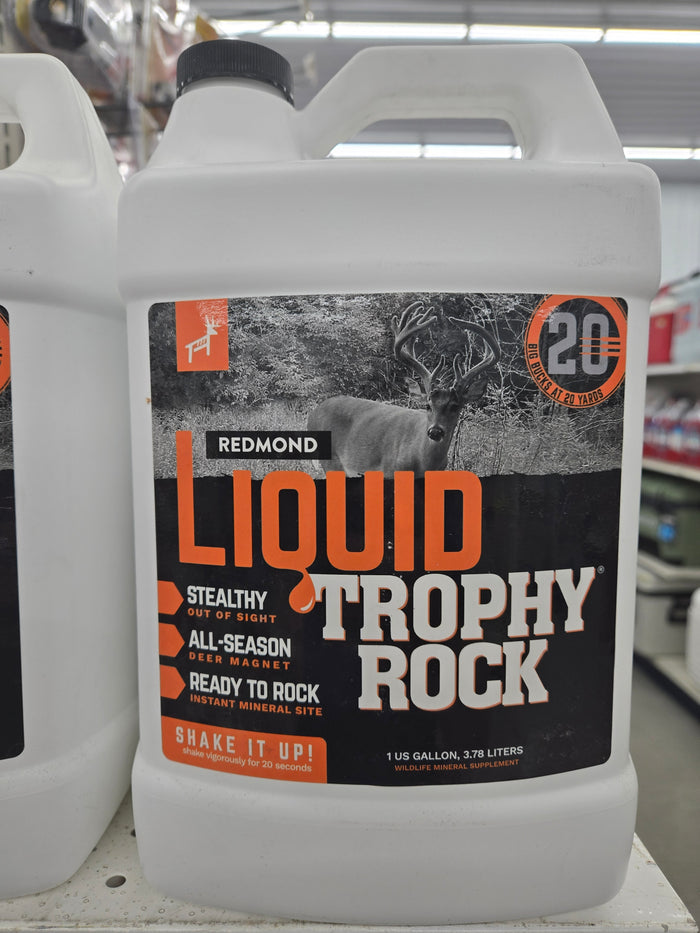 20
BIG BUCKS AT 20 YARDS
REDMOND
LIQUID
TROPHY®
ROCK
STEALTHY
OUT OF SIGHT
ALL-SEASON
DEER MAGNET
READY TO ROCK
INSTANT MINERAL SITE
SHAKE IT UP!
shake vigorously for 20 seconds
1 US GALLON, 3.78 LITERS
WILDLIFE MINERAL SUPPLEMENT